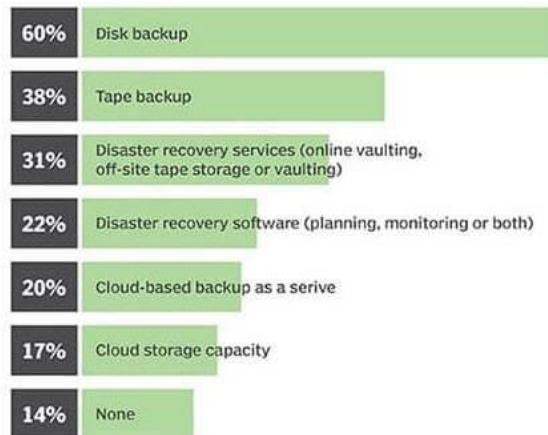 60% Disk backup
38% Tape backup
31% Disaster recovery services (online vaulting,
off-site tape storage or vaulting)
22% Disaster recovery software (planning, monitoring or both)
20% Cloud-based backup as a serive
17% Cloud storage capacity
14% None